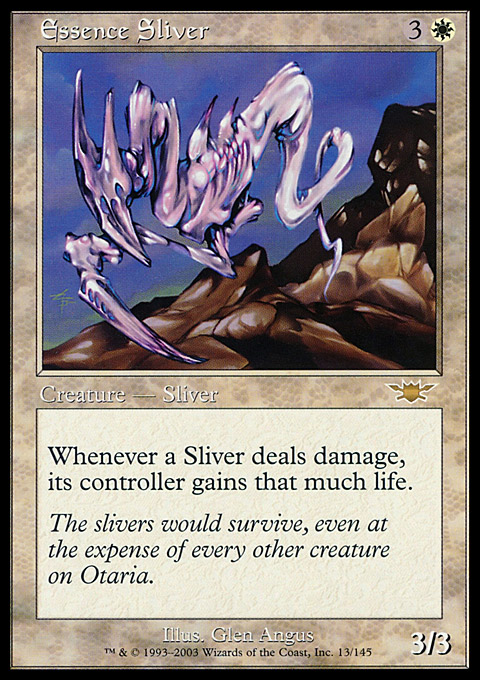 Essence Sliver 3
Creature — Sliver
Whenever a Sliver deals damage,
its controller gains that much life.
The slivers would survive, even at
the expense of every other creature
on Otaria.
Illus. Glen Angus
™ & © 1993–2003 Wizards of the Coast, Inc. 13/145
3/3